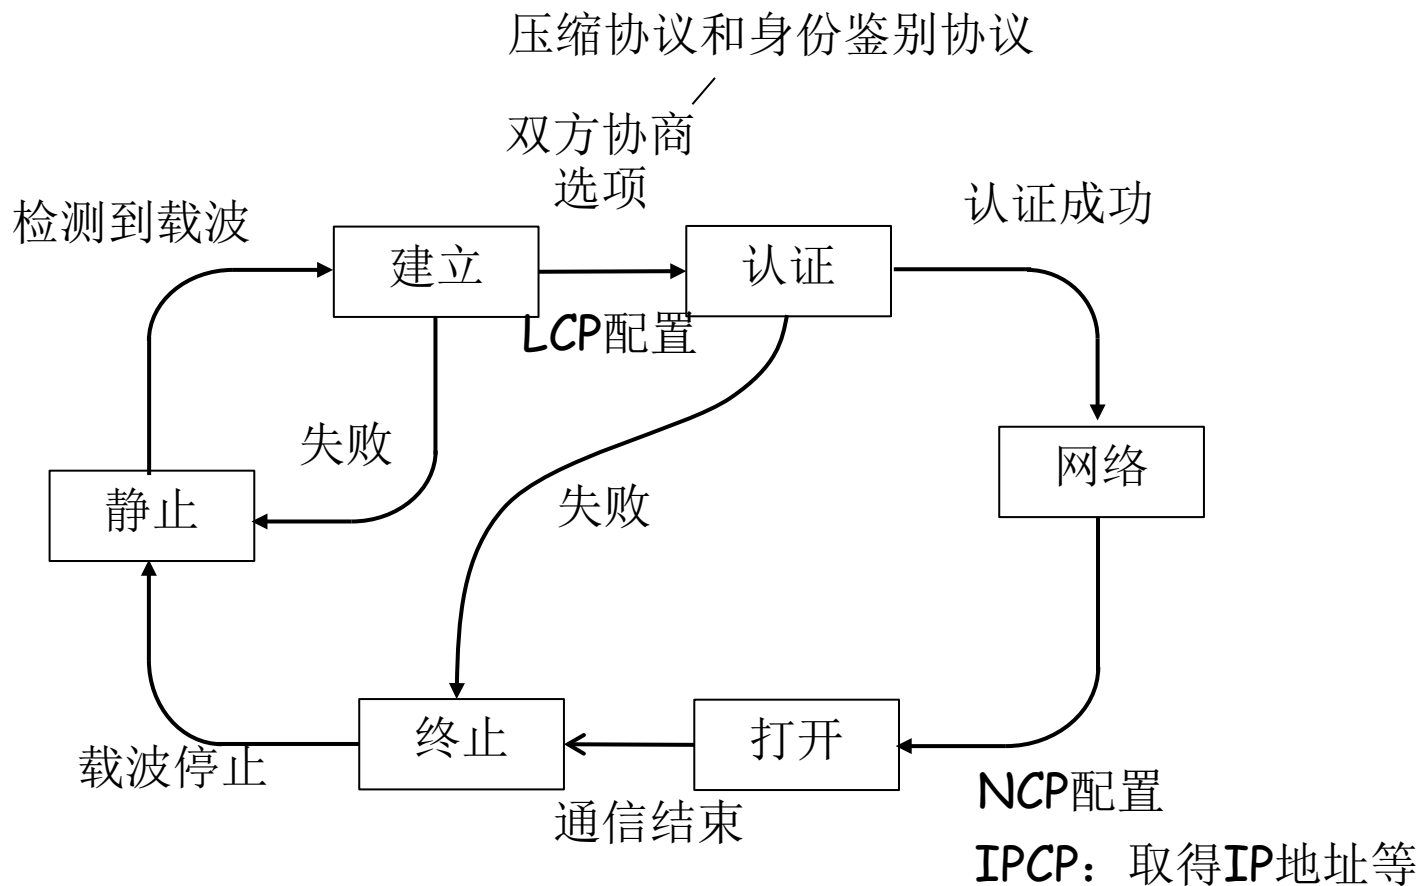 压缩协议和身份鉴别协议
双方协商
选项
检测到载波
认证成功
建立
认证
LCP配置
失败
网络
静止
失败
终止
打开
载波停止
NCP配置
通信结束
IPCP：取得IP地址等